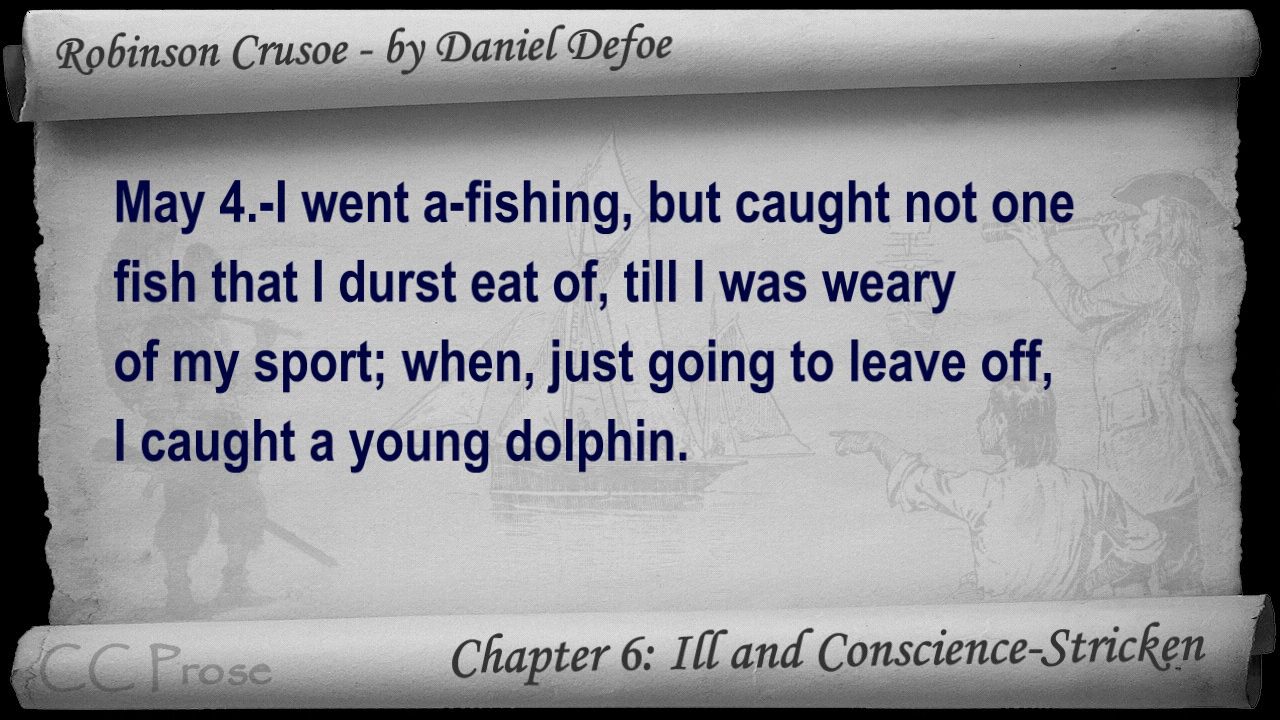 Robinson Crusoe - by Daniel Defoe
May 4.-I went a-fishing, but caught not one
fish that I durst eat of, till I was weary
of my sport; when, just going to leave off,
I caught a young dolphin.
Chapter 6: Ill and Conscience-Stricken
CC Prose